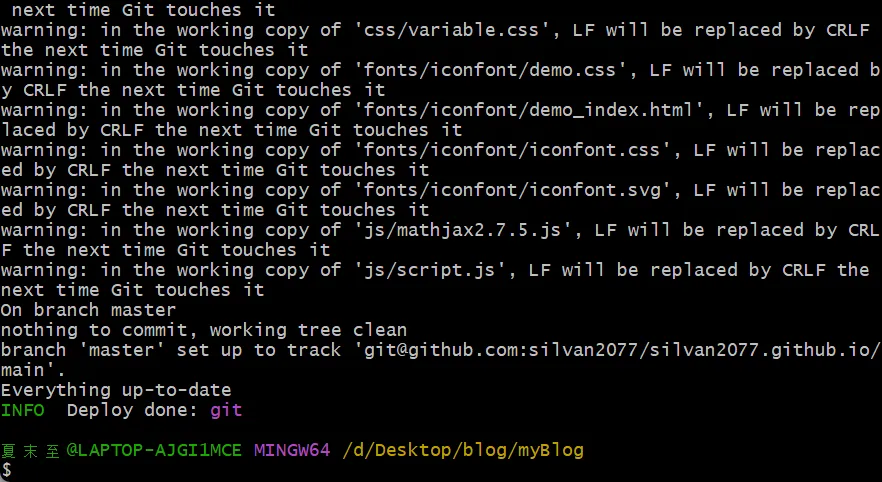 next time Git touches it
warning: in the working copy of 'css/variable.css', LF will be replaced by CRLF
the next time Git touches it
warning: in the working copy of 'fonts/iconfont/demo.css', LF will be replaced b
y CRLF the next time Git touches it
warning: in the working copy of 'fonts/iconfont/demo_index.html', LF will be rep
laced by CRLF the next time Git touches it
warning: in the working copy of 'fonts/iconfont/iconfont.css', LF will be replac
ed by CRLF the next time Git touches it
warning: in the working copy of 'fonts/iconfont/iconfont.svg', LF will be replac
ed by CRLF the next time Git touches it
warning: in the working copy of 'js/mathjax2.7.5.js', LF will be replaced by CRL
F the next time Git touches it
warning: in the working copy of 'js/script.js', LF will be replaced by CRLF the
next time Git touches it
On branch master
nothing to commit, working tree clean
branch 'master' set up to track 'git@github.com:silvan2077/silvan2077.github.io/
main'.
Everything up-to-date
INFO  Deploy done: git
夏末至@LAPTOP-AJGI1MCE MINGW64 /d/Desktop/blog/myBlog
$